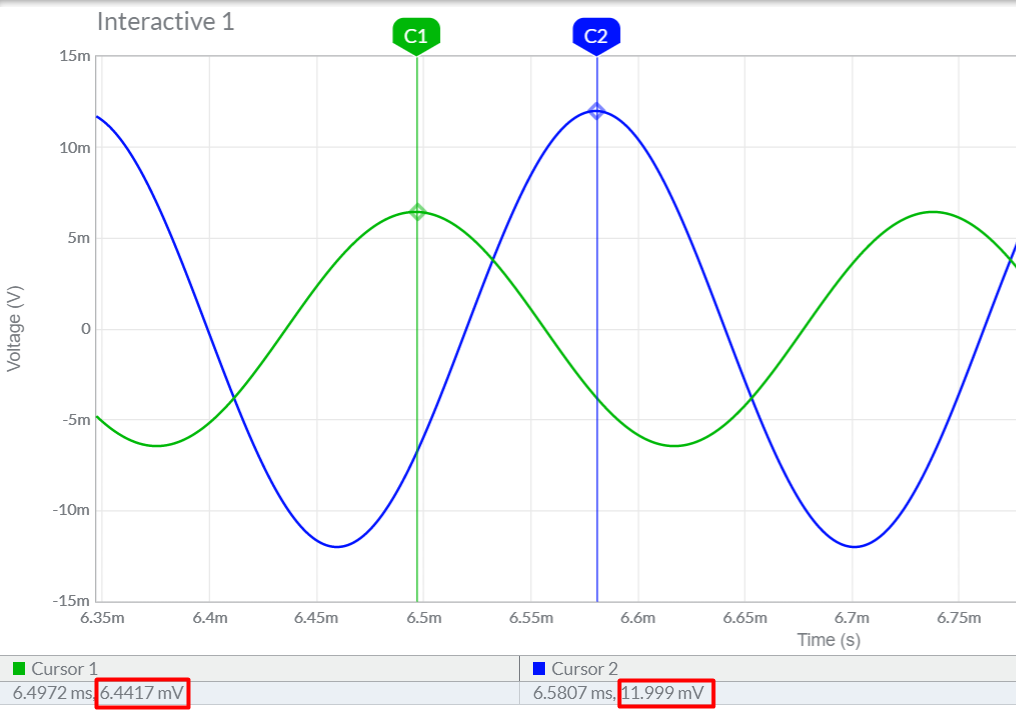 Interactive 1
C1
C2
15m
10m
5m
0
-5m
-10m
-15m
Voltage (V)
6.35m 6.4m 6.45m 6.5m 6.55m 6.6m 6.65m 6.7m 6.75m
Time (s)
Cursor 1
6.4972 ms, 6.4417 mV
Cursor 2
6.5807 ms, 11.999 mV